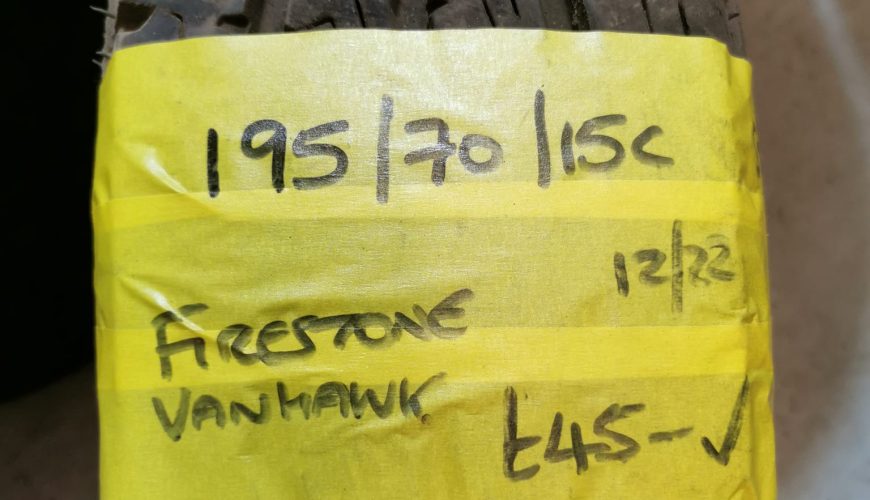 195/70/15C
12/22
FIRESTONE
VANHAWK
£45-✓